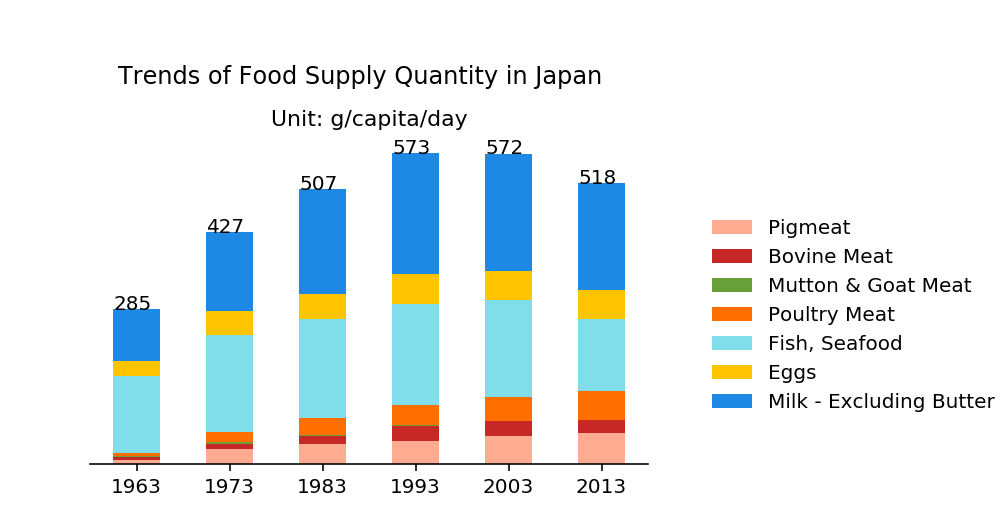 Trends of Food Supply Quantity in Japan
Unit: g/capita/day
285
427
507
573
572
518
1963
1973
1983
1993
2003
2013
Pigmeat
Bovine Meat
Mutton & Goat Meat
Poultry Meat
Fish, Seafood
Eggs
Milk - Excluding Butter